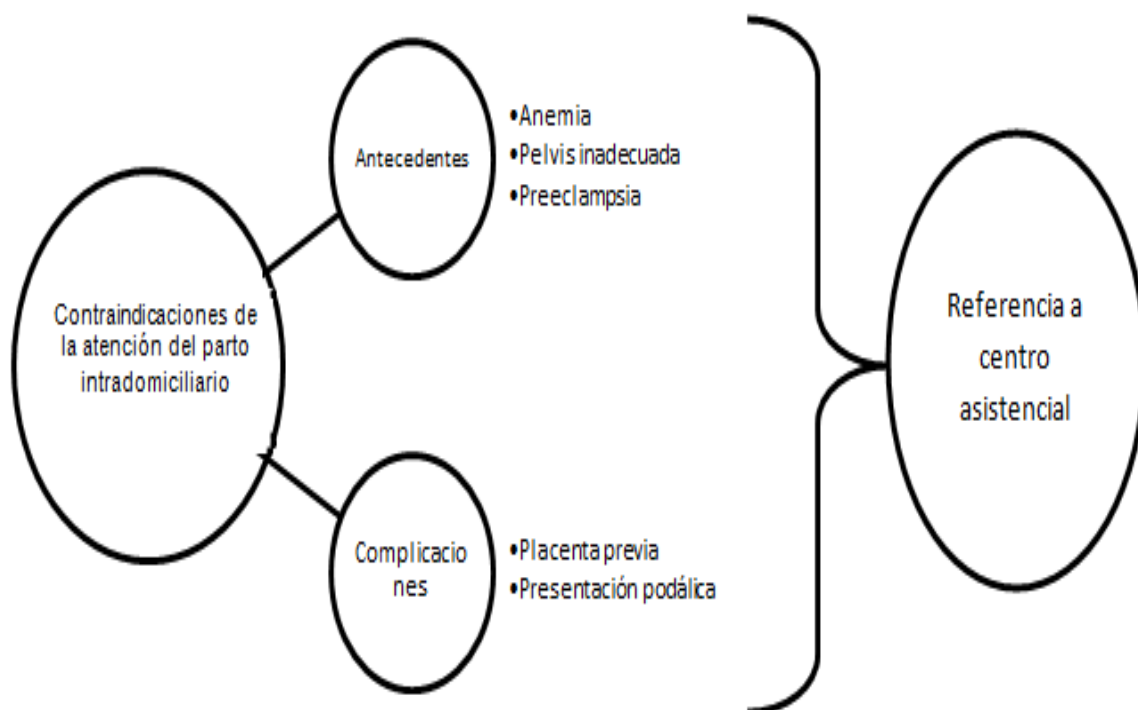 Contraindicaciones de
la atención del parto
intradomiciliario
Antecedentes
•Anemia
•Pelvis inadecuada
•Preeclampsia
Complicacio
nes
•Placenta previa
•Presentación podálica
Referencia a
centro
asistencial